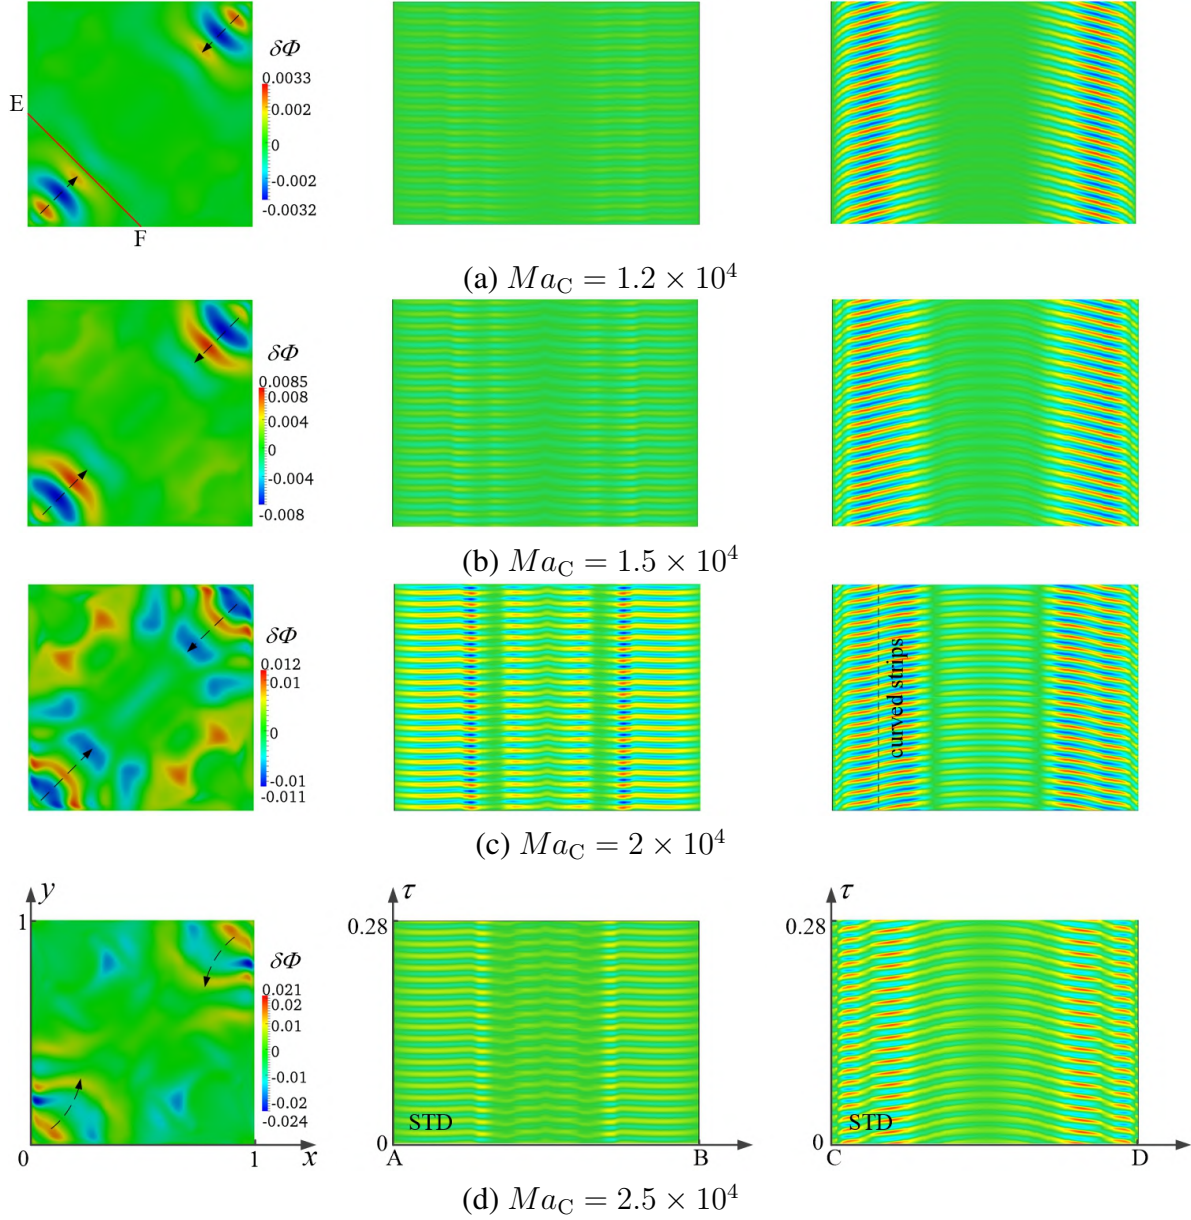 δΦ
0.0033
0.002
0
-0.002
-0.0032
E
F
(a) Ma_C = 1.2 × 10^4
δΦ
0.0085
0.008
0.004
0
-0.004
-0.008
(b) Ma_C = 1.5 × 10^4
δΦ
0.012
0.01
0
-0.01
-0.011
curved strips
(c) Ma_C = 2 × 10^4
y
1
0
1
x
δΦ
0.021
0.02
0.01
0
-0.01
-0.02
-0.024
τ
0.28
0
STD
A
B
τ
0.28
0
STD
C
D
(d) Ma_C = 2.5 × 10^4